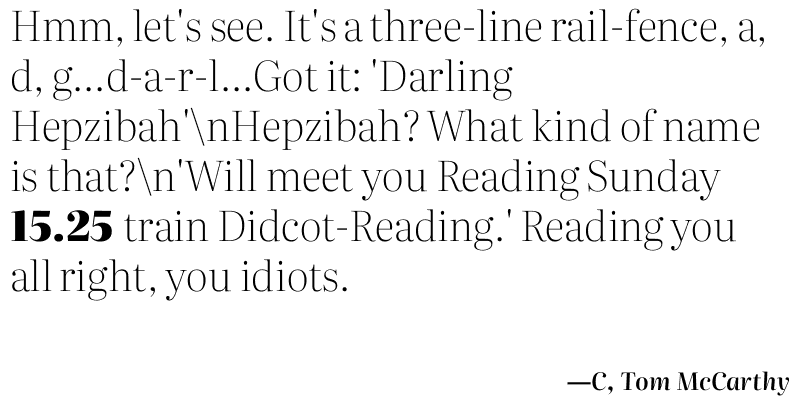 Hmm, let's see. It's a three-line rail-fence, a,
d, g...d-a-r-l...Got it: 'Darling
Hepzibah'\nHepzibah? What kind of name
is that?\n'Will meet you Reading Sunday
15.25 train Didcot-Reading.' Reading you
all right, you idiots.
—C, Tom McCarthy